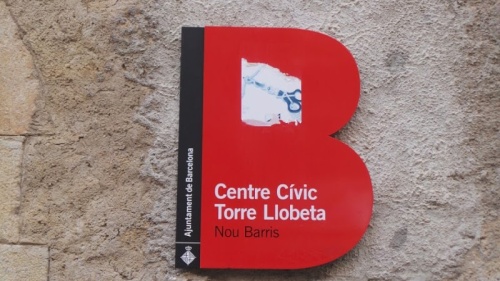 Ajuntament de Barcelona
Centre Cívic
Torre Llobeta
Nou Barris